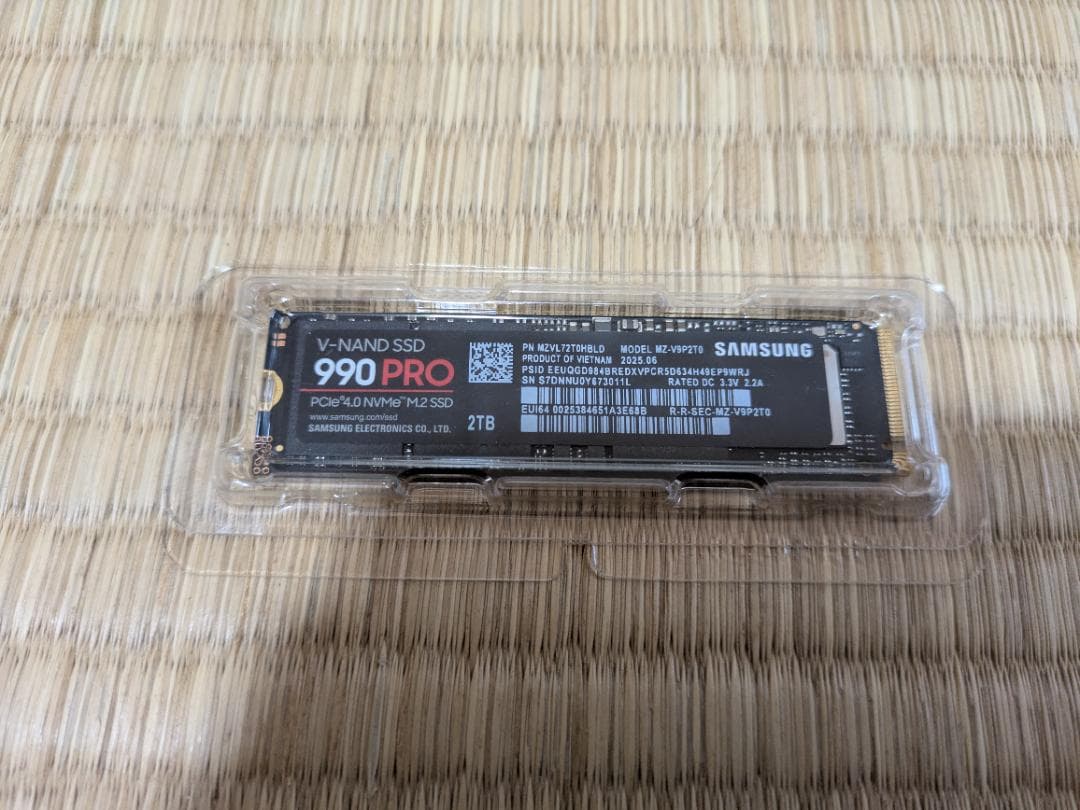 V-NAND SSD
990 PRO
PCIe® 4.0 NVMe™ M.2 SSD
www.samsung.com/ssd
SAMSUNG ELECTRONICS CO., LTD.
2TB
PN MZVL72T0HBLD MODEL MZ-V9P2T0
PRODUCT OF VIETNAM 2025.06
SAMSUNG
PSID EEUQGD984BREDXVPCR5D634H49EP9WRJ
SN S7DNNU0Y673011L RATED DC 3.3V 2.2A
EUI64 0025384651A3E68B R-R-SEC-MZ-V9P2T0